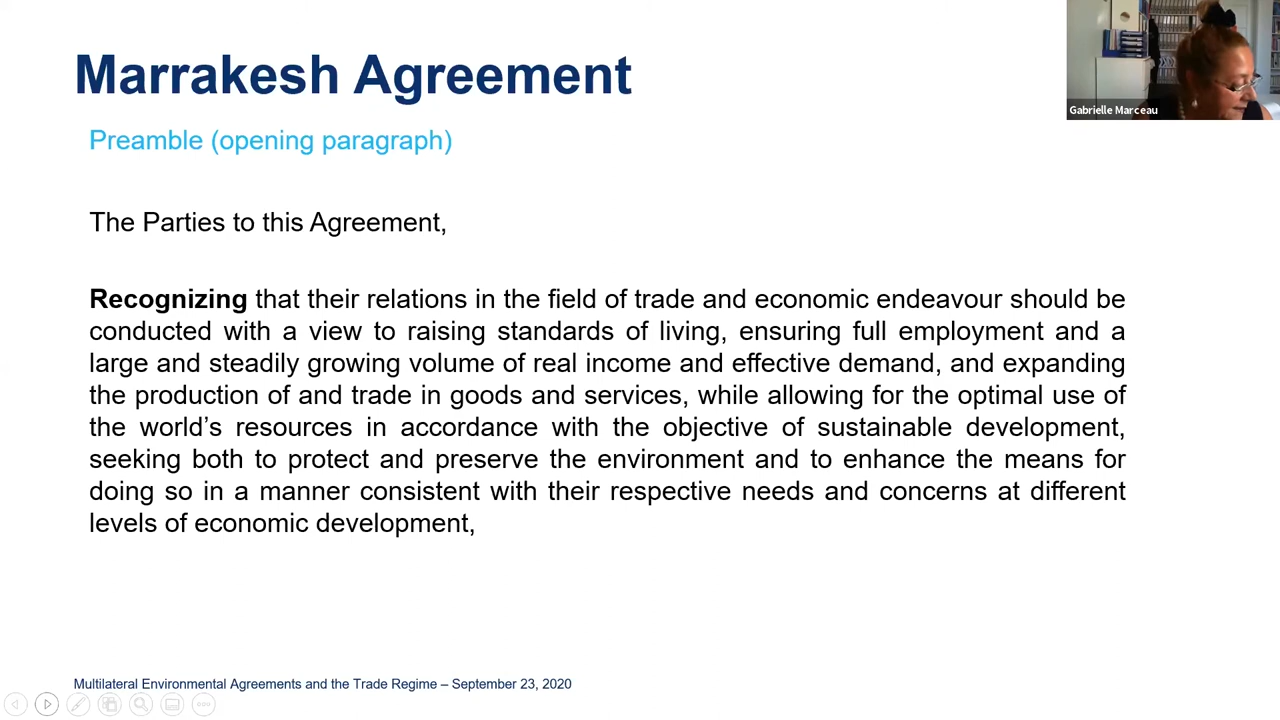 Marrakesh Agreement
Gabrielle Marceau
Preamble (opening paragraph)
The Parties to this Agreement,
Recognizing that their relations in the field of trade and economic endeavour should be
conducted with a view to raising standards of living, ensuring full employment and a
large and steadily growing volume of real income and effective demand, and expanding
the production of and trade in goods and services, while allowing for the optimal use of
the world’s resources in accordance with the objective of sustainable development,
seeking both to protect and preserve the environment and to enhance the means for
doing so in a manner consistent with their respective needs and concerns at different
levels of economic development,
Multilateral Environmental Agreements and the Trade Regime – September 23, 2020